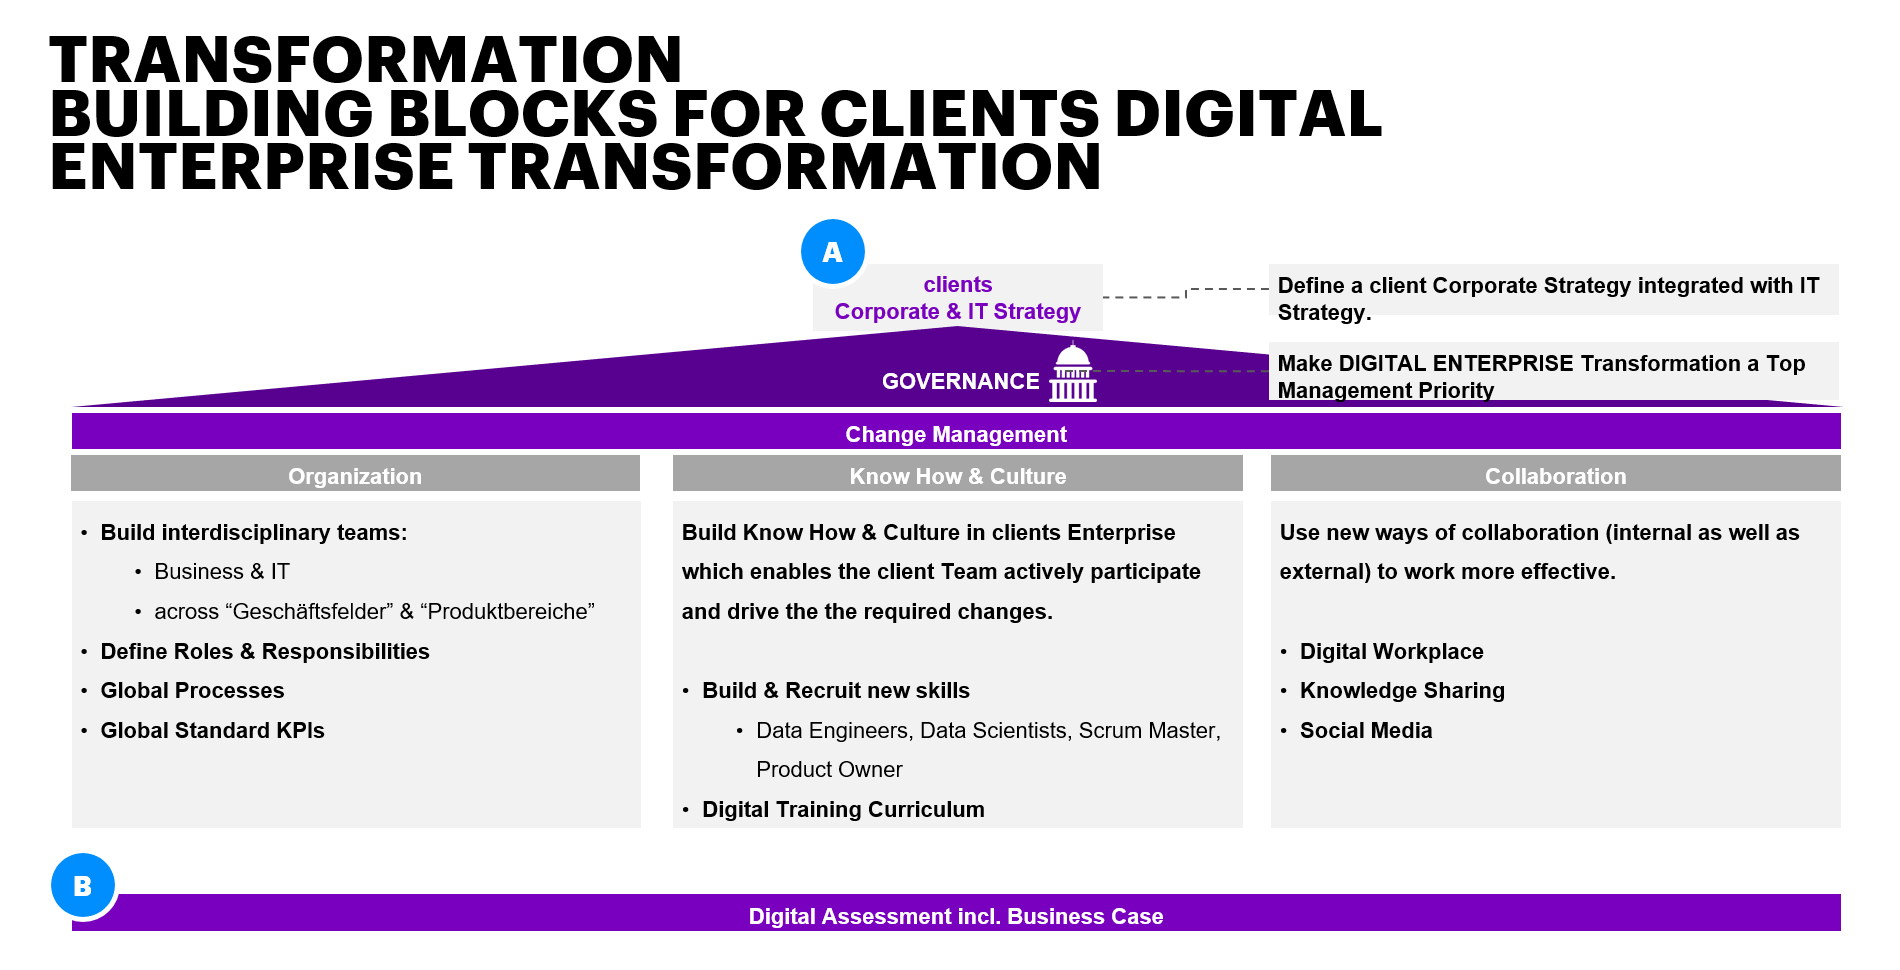 TRANSFORMATION
BUILDING BLOCKS FOR CLIENTS DIGITAL
ENTERPRISE TRANSFORMATION
A
clients
Corporate & IT Strategy
Define a client Corporate Strategy integrated with IT
Strategy.
GOVERNANCE
Make DIGITAL ENTERPRISE Transformation a Top
Management Priority
Change Management
Organization
• Build interdisciplinary teams:
• Business & IT
• across “Geschäftsfelder” & “Produktbereiche”
• Define Roles & Responsibilities
• Global Processes
• Global Standard KPIs
Know How & Culture
Build Know How & Culture in clients Enterprise
which enables the client Team actively participate
and drive the the required changes.
• Build & Recruit new skills
• Data Engineers, Data Scientists, Scrum Master,
Product Owner
• Digital Training Curriculum
Collaboration
Use new ways of collaboration (internal as well as
external) to work more effective.
• Digital Workplace
• Knowledge Sharing
• Social Media
B
Digital Assessment incl. Business Case